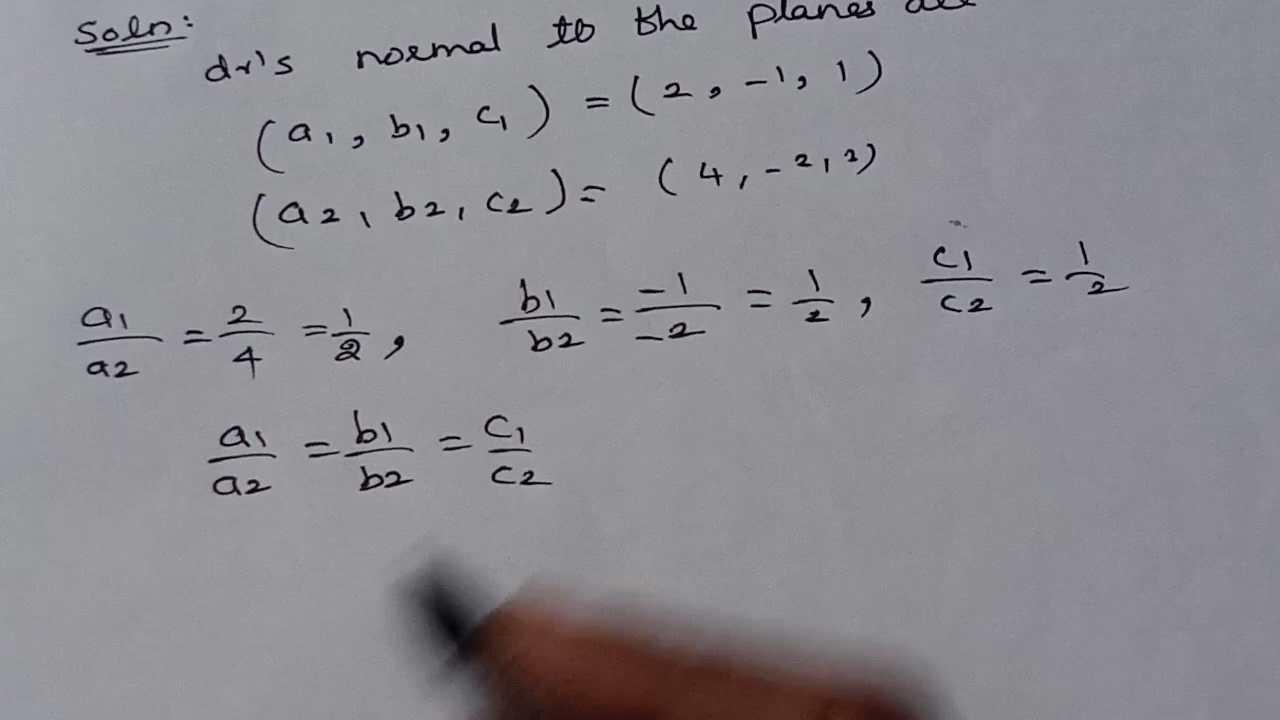 Soln:
dr's normal to the planes are
(a1, b1, c1) = (2, -1, 1)
(a2, b2, c2) = (4, -2, 2)
a1/a2 = 2/4 = 1/2, b1/b2 = -1/-2 = 1/2, c1/c2 = 1/2
a1/a2 = b1/b2 = c1/c2